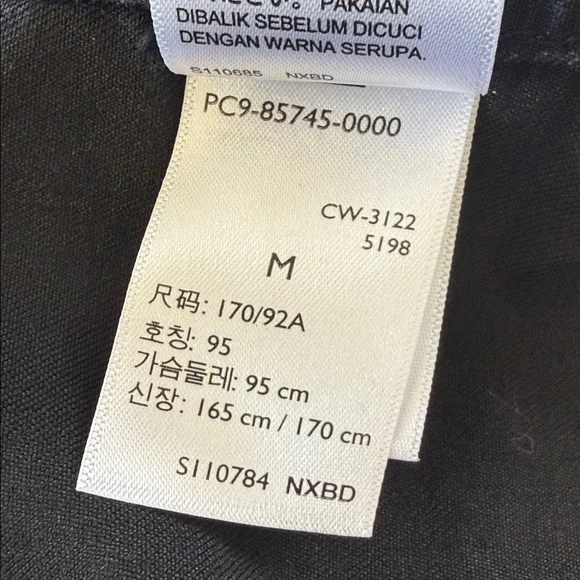 PAKAIAN
DIBALIK SEBELUM DICUCI
DENGAN WARNA SERUPA.
S110685 NXBD
PC9-85745-0000
CW-3122
5198
M
尺码: 170/92A
호칭: 95
가슴둘레: 95 cm
신장: 165 cm / 170 cm
S110784 NXBD